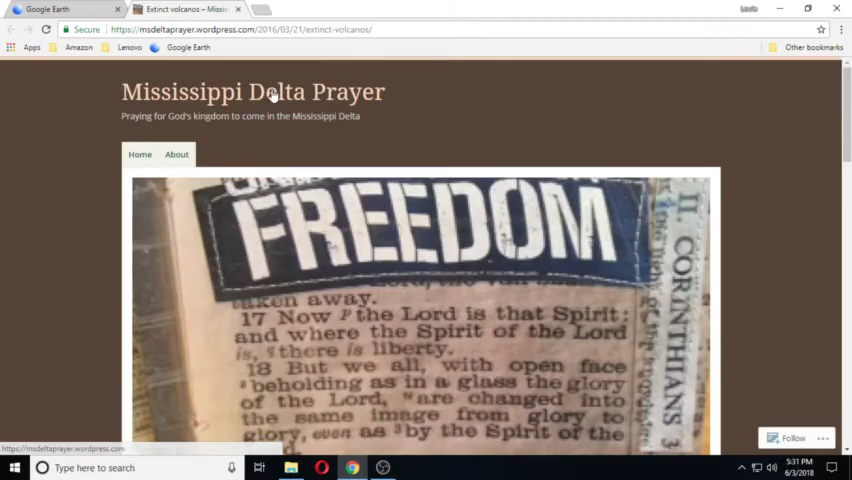 Google Earth
Extinct volcanos – Missis
Louie
Secure
https://msdeltaprayer.wordpress.com/2016/03/21/extinct-volcanos/
Apps
Amazon
Lenovo
Google Earth
Other bookmarks
Mississippi Delta Prayer
Praying for God's kingdom to come in the Mississippi Delta
Home
About
FREEDOM
taken away.
17 Now p the Lord is that Spirit:
and where the Spirit of the Lord
is, q there is liberty.
18 But we all, with open face
beholding as in a glass the glory
of the Lord, are changed into
the same image from glory to
glory, even as by the Spirit of the
II. CORINTHIANS 3
Follow
https://msdeltaprayer.wordpress.com
Type here to search
5:31 PM
6/3/2018